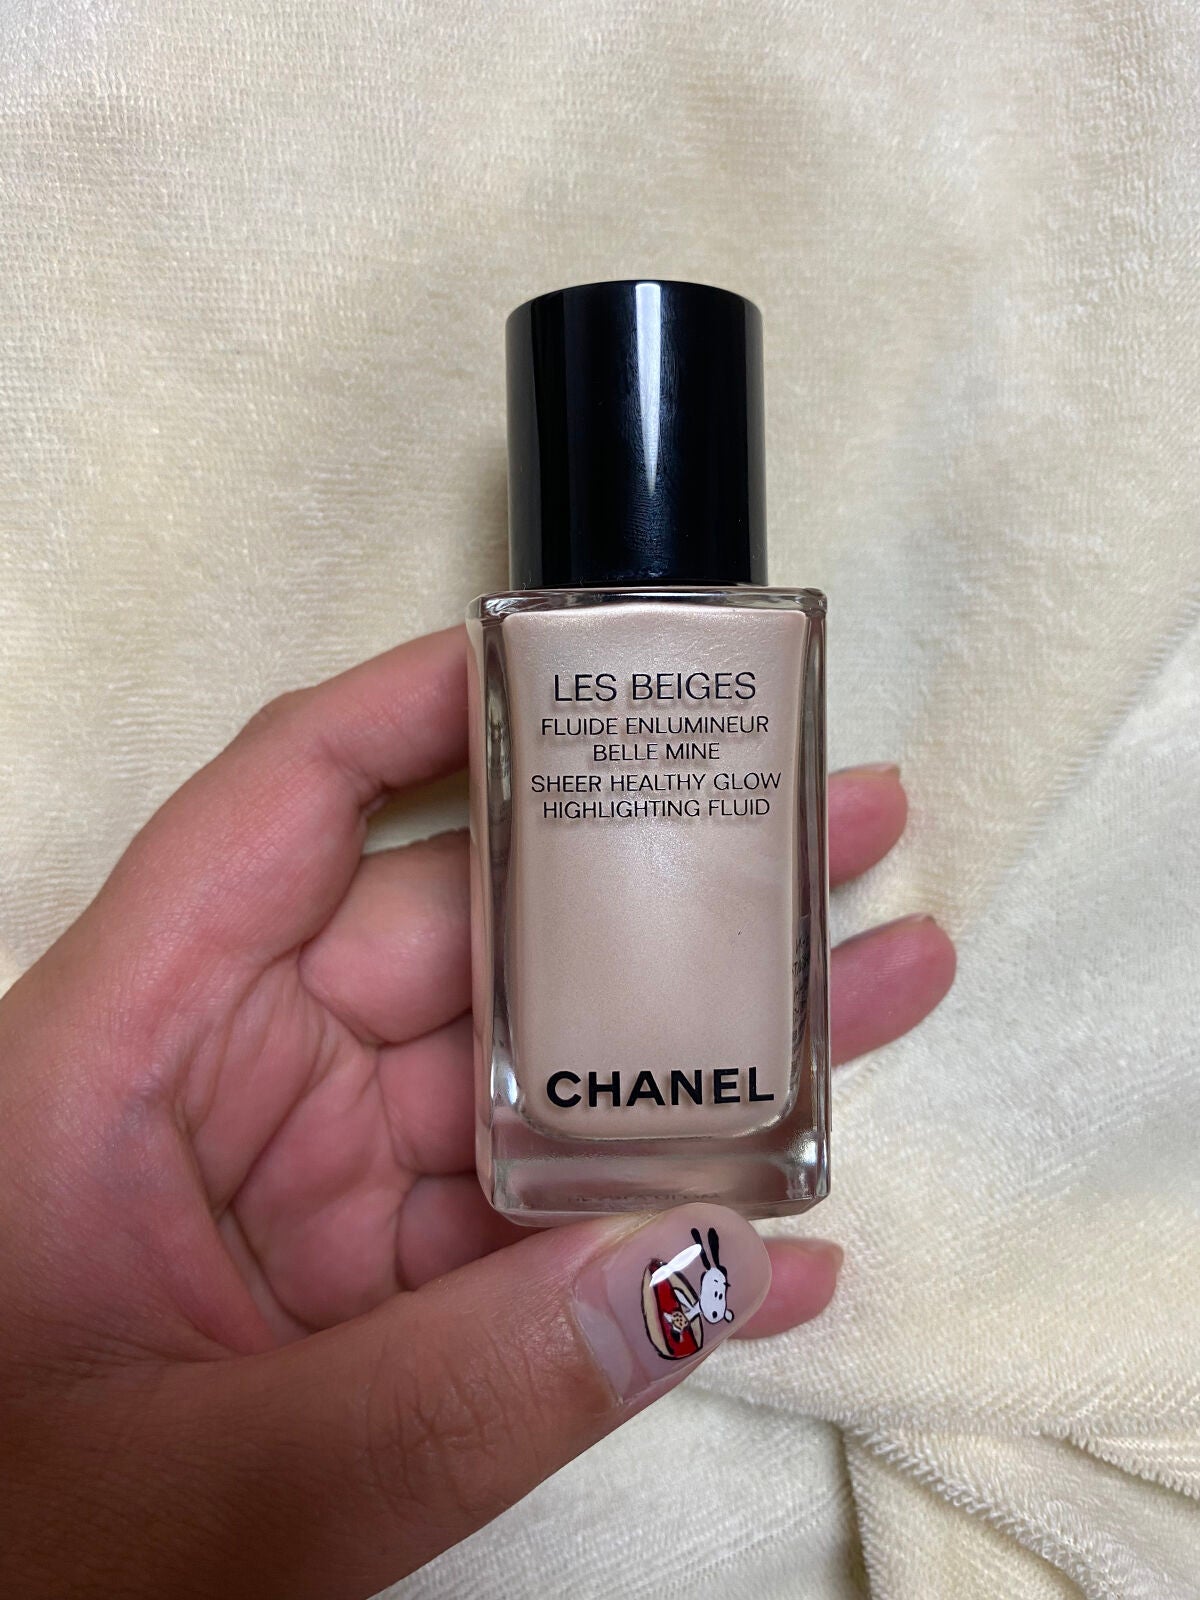 LES BEIGES
FLUIDE ENLUMINEUR
BELLE MINE
SHEER HEALTHY GLOW
HIGHLIGHTING FLUID
CHANEL